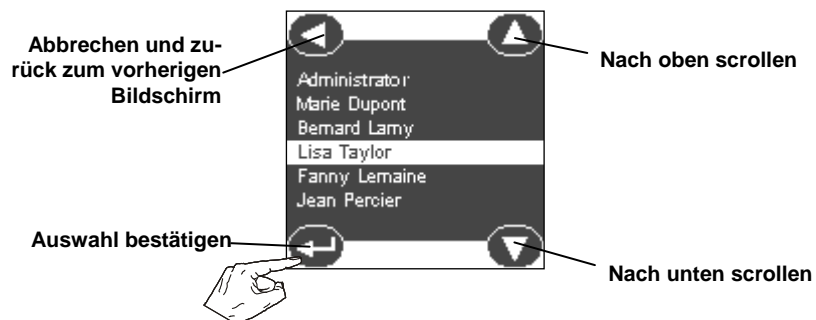 Abbrechen und zu-
rück zum vorherigen
Bildschirm
Nach oben scrollen
Administrator
Marie Dupont
Bernard Lamy
Lisa Taylor
Fanny Lemaine
Jean Percier
Auswahl bestätigen
Nach unten scrollen